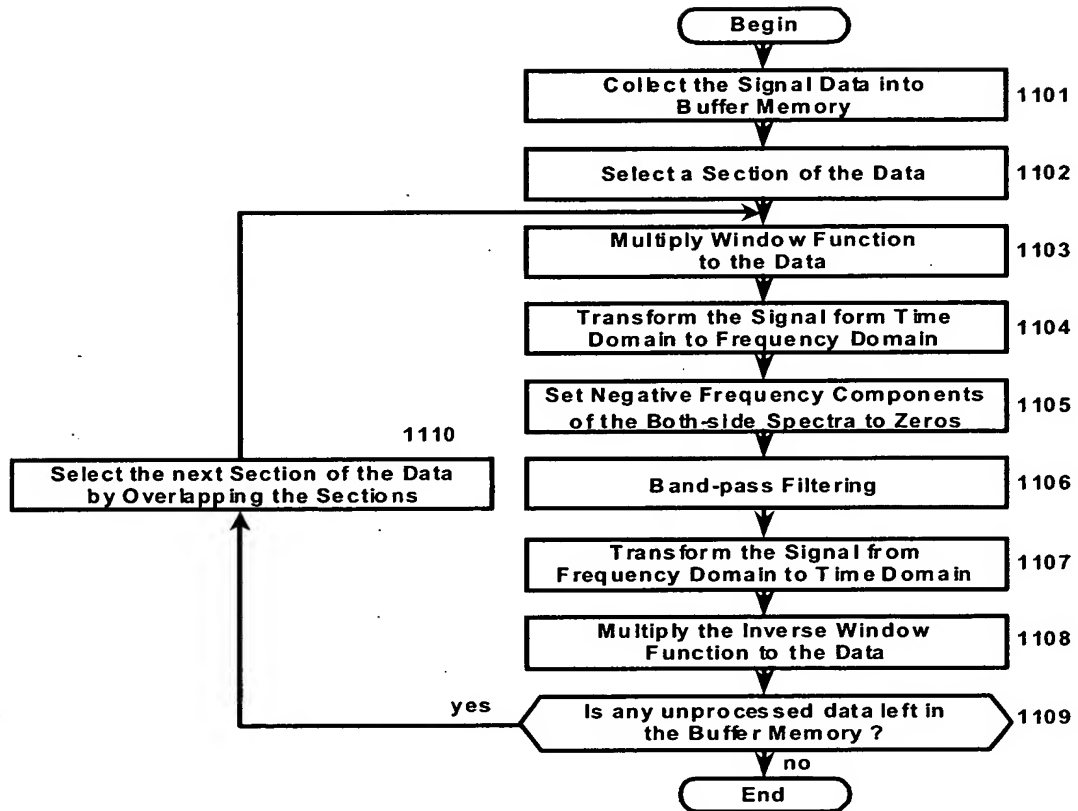 Begin
Collect the Signal Data into
Buffer Memory
1101
Select a Section of the Data
1102
Multiply Window Function
to the Data
1103
Transform the Signal form Time
Domain to Frequency Domain
1104
Set Negative Frequency Components
of the Both-side Spectra to Zeros
1105
1110
Select the next Section of the Data
by Overlapping the Sections
Band-pass Filtering
1106
Transform the Signal from
Frequency Domain to Time Domain
1107
Multiply the Inverse Window
Function to the Data
1108
yes
Is any unprocessed data left in
the Buffer Memory ?
1109
no
End